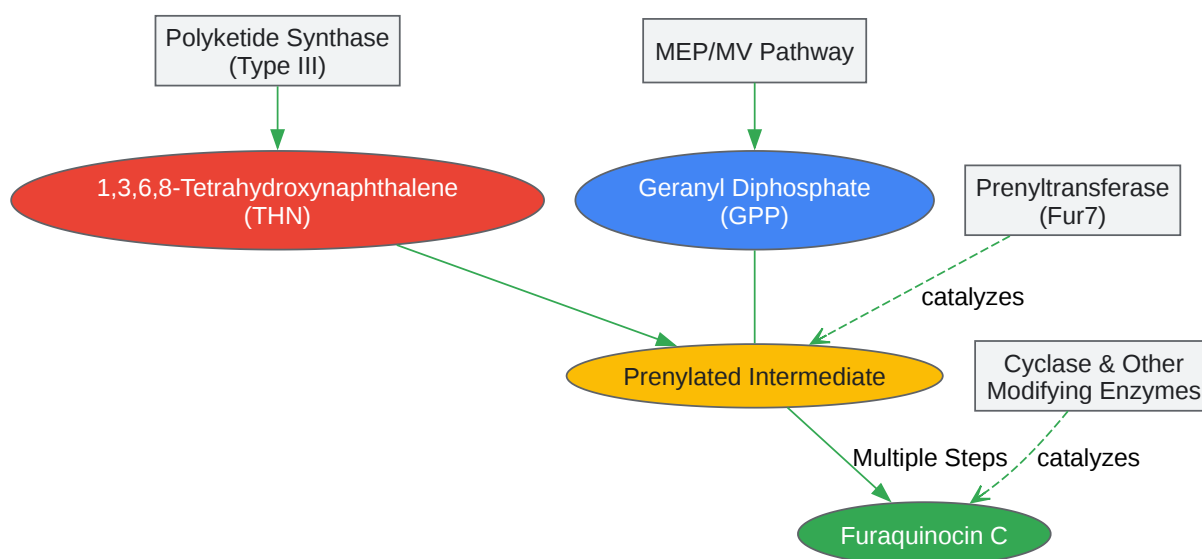 Polyketide Synthase
(Type III)
MEP/MV Pathway
1,3,6,8-Tetrahydroxynaphthalene
(THN)
Geranyl Diphosphate
(GPP)
Prenyltransferase
(Fur7)
catalyzes
Prenylated Intermediate
Cyclase & Other
Modifying Enzymes
Multiple Steps
catalyzes
Furaquinocin C